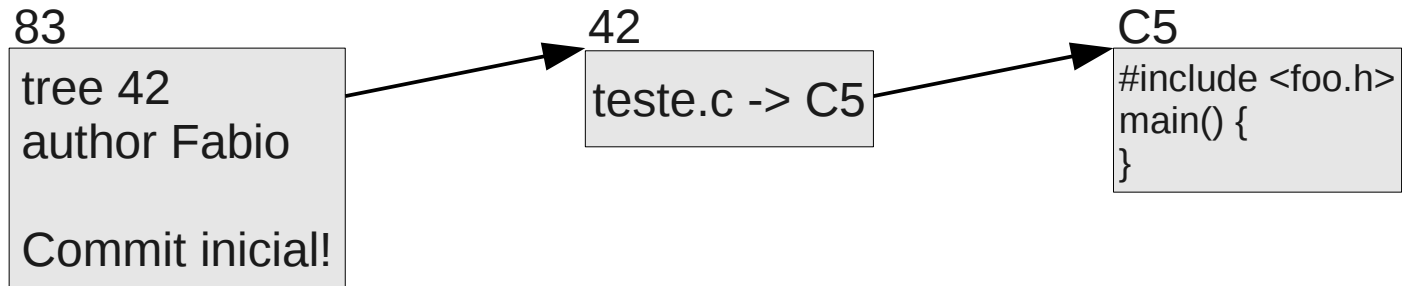 83
tree 42
author Fabio
Commit inicial!
42
teste.c -> C5
C5
#include <foo.h>
main() {
}